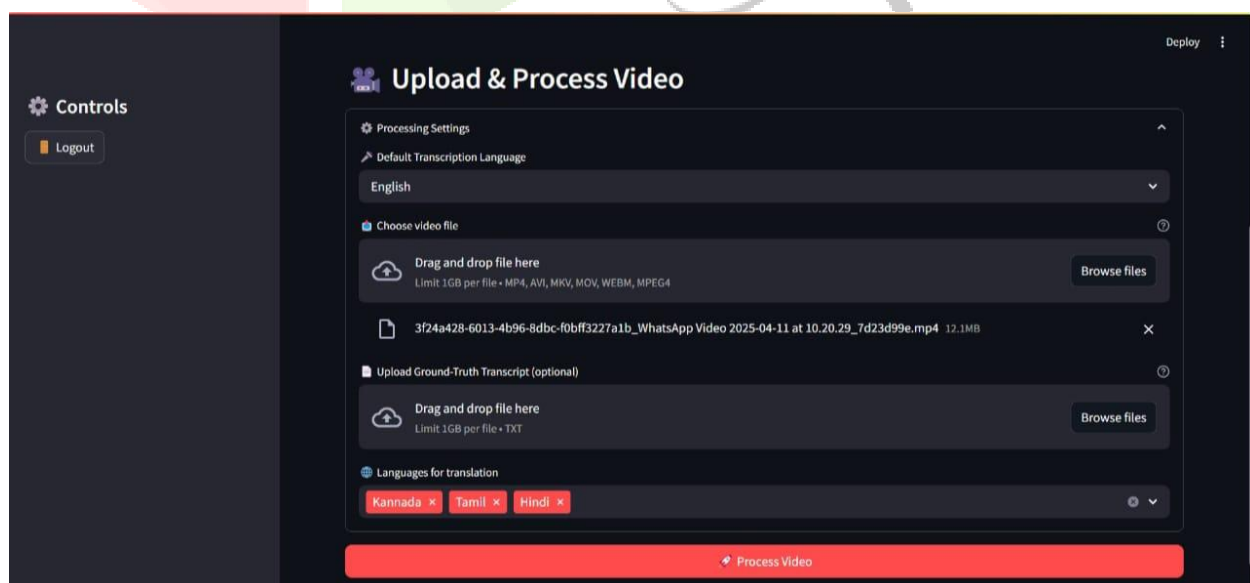 Deploy
Upload & Process Video
Controls
Logout
Processing Settings
Default Transcription Language
English
Choose video file
Drag and drop file here
Limit 1GB per file • MP4, AVI, MKV, MOV, WEBM, MPEG4
Browse files
3f24a428-6013-4b96-8dbc-f0bff3227a1b_WhatsApp Video 2025-04-11 at 10.20.29_7d23d99e.mp4 12.1MB
Upload Ground-Truth Transcript (optional)
Drag and drop file here
Limit 1GB per file • TXT
Browse files
Languages for translation
Kannada × Tamil × Hindi ×
Process Video